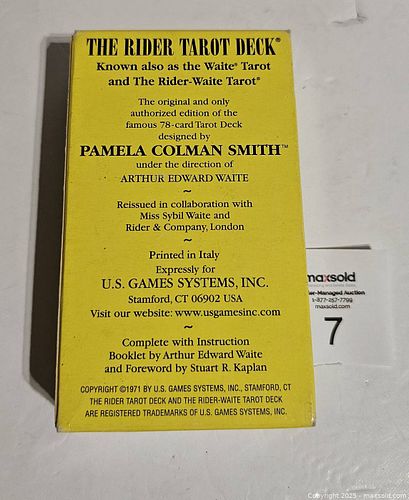 THE RIDER TAROT DECK®
Known also as the Waite® Tarot
and The Rider-Waite Tarot®
The original and only
authorized edition of the
famous 78-card Tarot Deck
designed by
PAMELA COLMAN SMITH™
under the direction of
ARTHUR EDWARD WAITE
~
Reissued in collaboration with
Miss Sybil Waite and
Rider & Company, London
~
Printed in Italy
Expressly for
U.S. GAMES SYSTEMS, INC.
Stamford, CT 06902 USA
Visit our website: www.usgamesinc.com
~
Complete with Instruction
Booklet by Arthur Edward Waite
and Foreword by Stuart R. Kaplan
COPYRIGHT ©1971 BY U.S. GAMES SYSTEMS, INC., STAMFORD, CT
THE RIDER TAROT DECK AND THE RIDER-WAITE TAROT DECK
ARE REGISTERED TRADEMARKS OF U.S. GAMES SYSTEMS, INC.
maxsold
er-Managed Auction
1-877-257-7799
maxsold.com
7
Copyright 2025 - maxsold.com